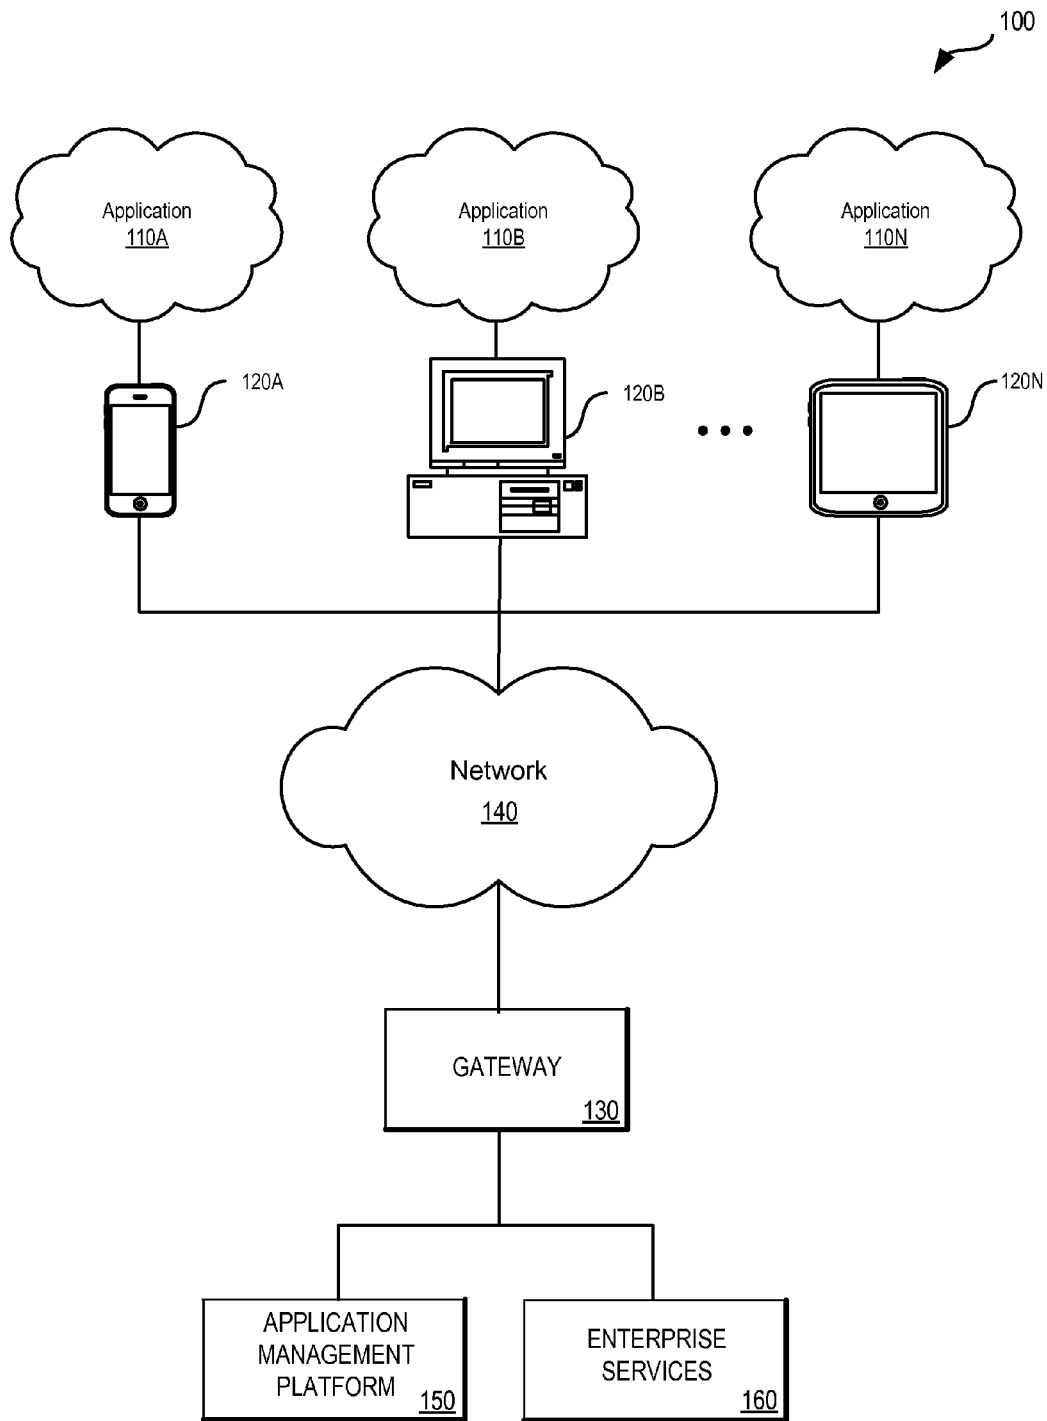 100
Application
110A
Application
110B
Application
110N
120A
120B
120N
Network
140
GATEWAY
130
APPLICATION
MANAGEMENT
PLATFORM
150
ENTERPRISE
SERVICES
160